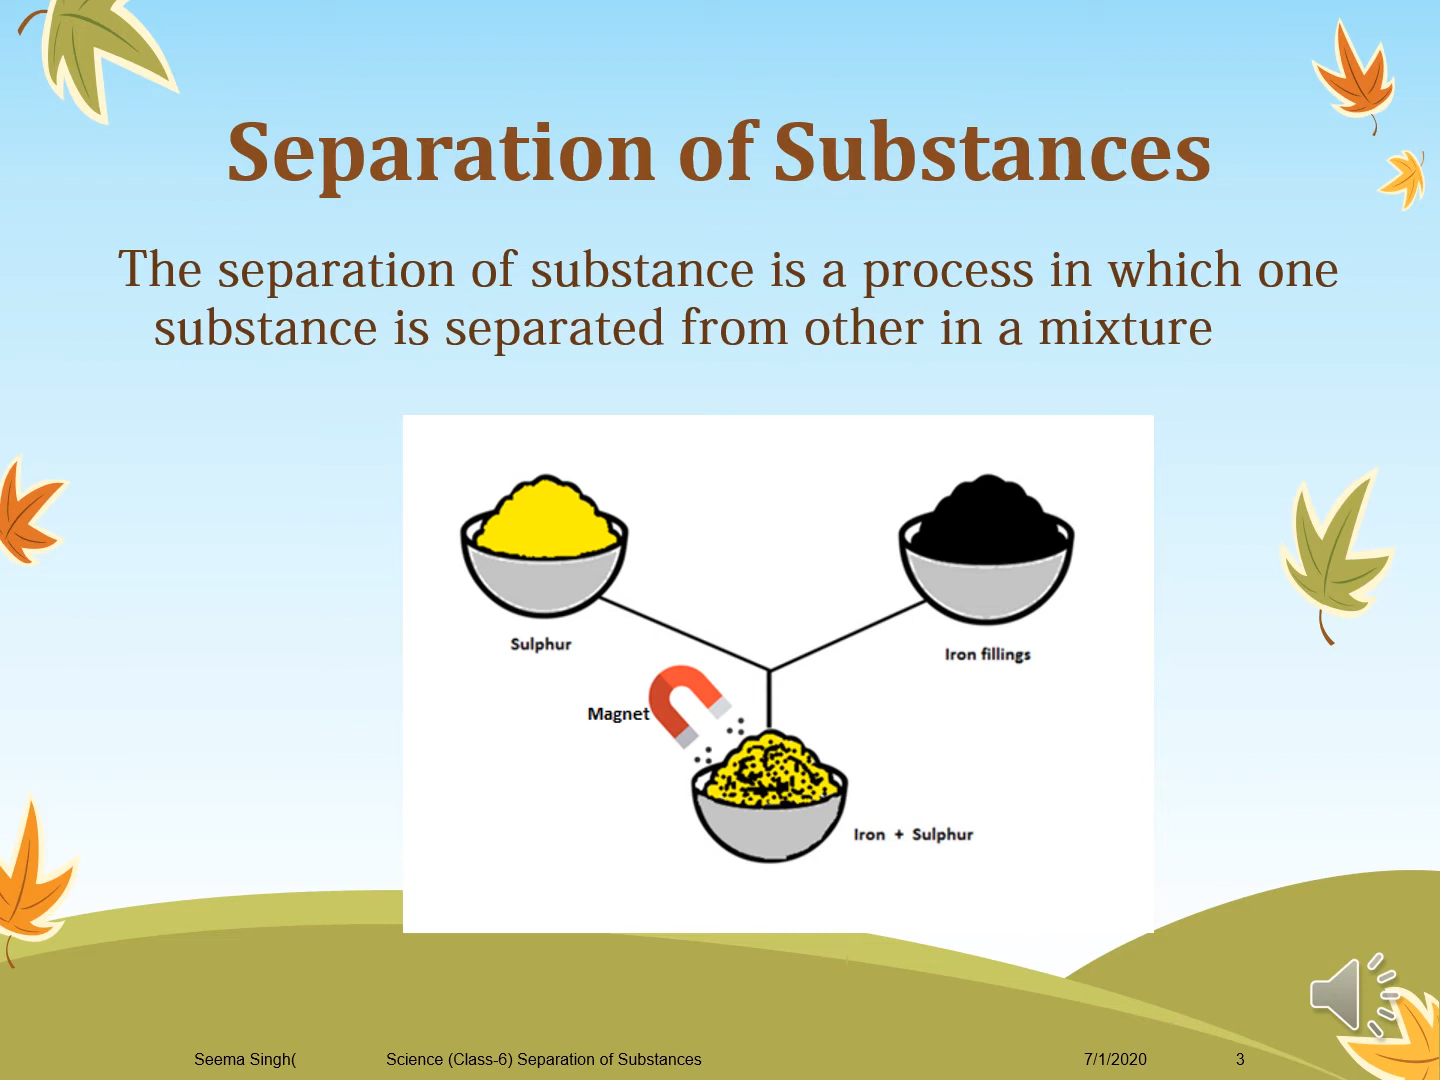 Separation of Substances
The separation of substance is a process in which one
substance is separated from other in a mixture
Sulphur
Iron fillings
Magnet
Iron + Sulphur
Seema Singh( Science (Class-6) Separation of Substances 7/1/2020 3